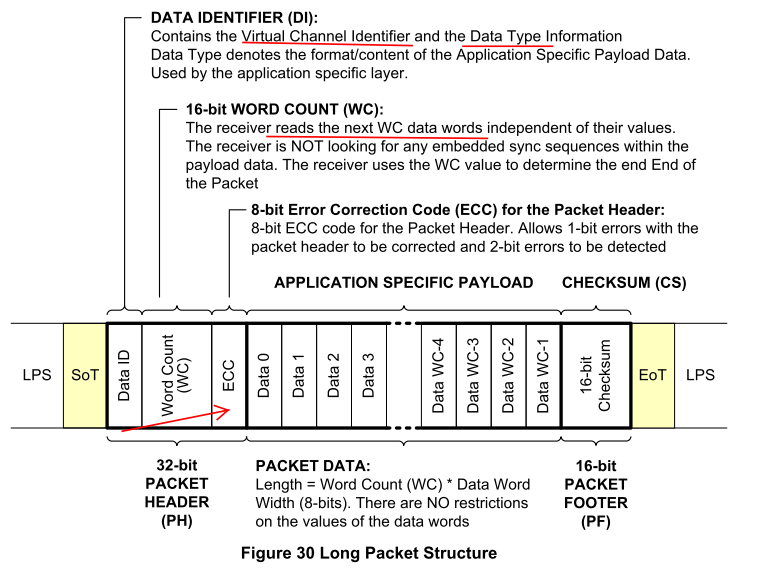 DATA IDENTIFIER (DI):
Contains the Virtual Channel Identifier and the Data Type Information
Data Type denotes the format/content of the Application Specific Payload Data.
Used by the application specific layer.
16-bit WORD COUNT (WC):
The receiver reads the next WC data words independent of their values.
The receiver is NOT looking for any embedded sync sequences within the
payload data. The receiver uses the WC value to determine the end End of
the Packet
8-bit Error Correction Code (ECC) for the Packet Header:
8-bit ECC code for the Packet Header. Allows 1-bit errors with the
packet header to be corrected and 2-bit errors to be detected
APPLICATION SPECIFIC PAYLOAD
CHECKSUM (CS)
LPS
SoT
Data ID
Word Count
(WC)
ECC
Data 0
Data 1
Data 2
Data 3
Data WC-4
Data WC-3
Data WC-2
Data WC-1
16-bit
Checksum
EoT
LPS
32-bit
PACKET
HEADER
(PH)
PACKET DATA:
Length = Word Count (WC) * Data Word
Width (8-bits). There are NO restrictions
on the values of the data words
16-bit
PACKET
FOOTER
(PF)
Figure 30 Long Packet Structure